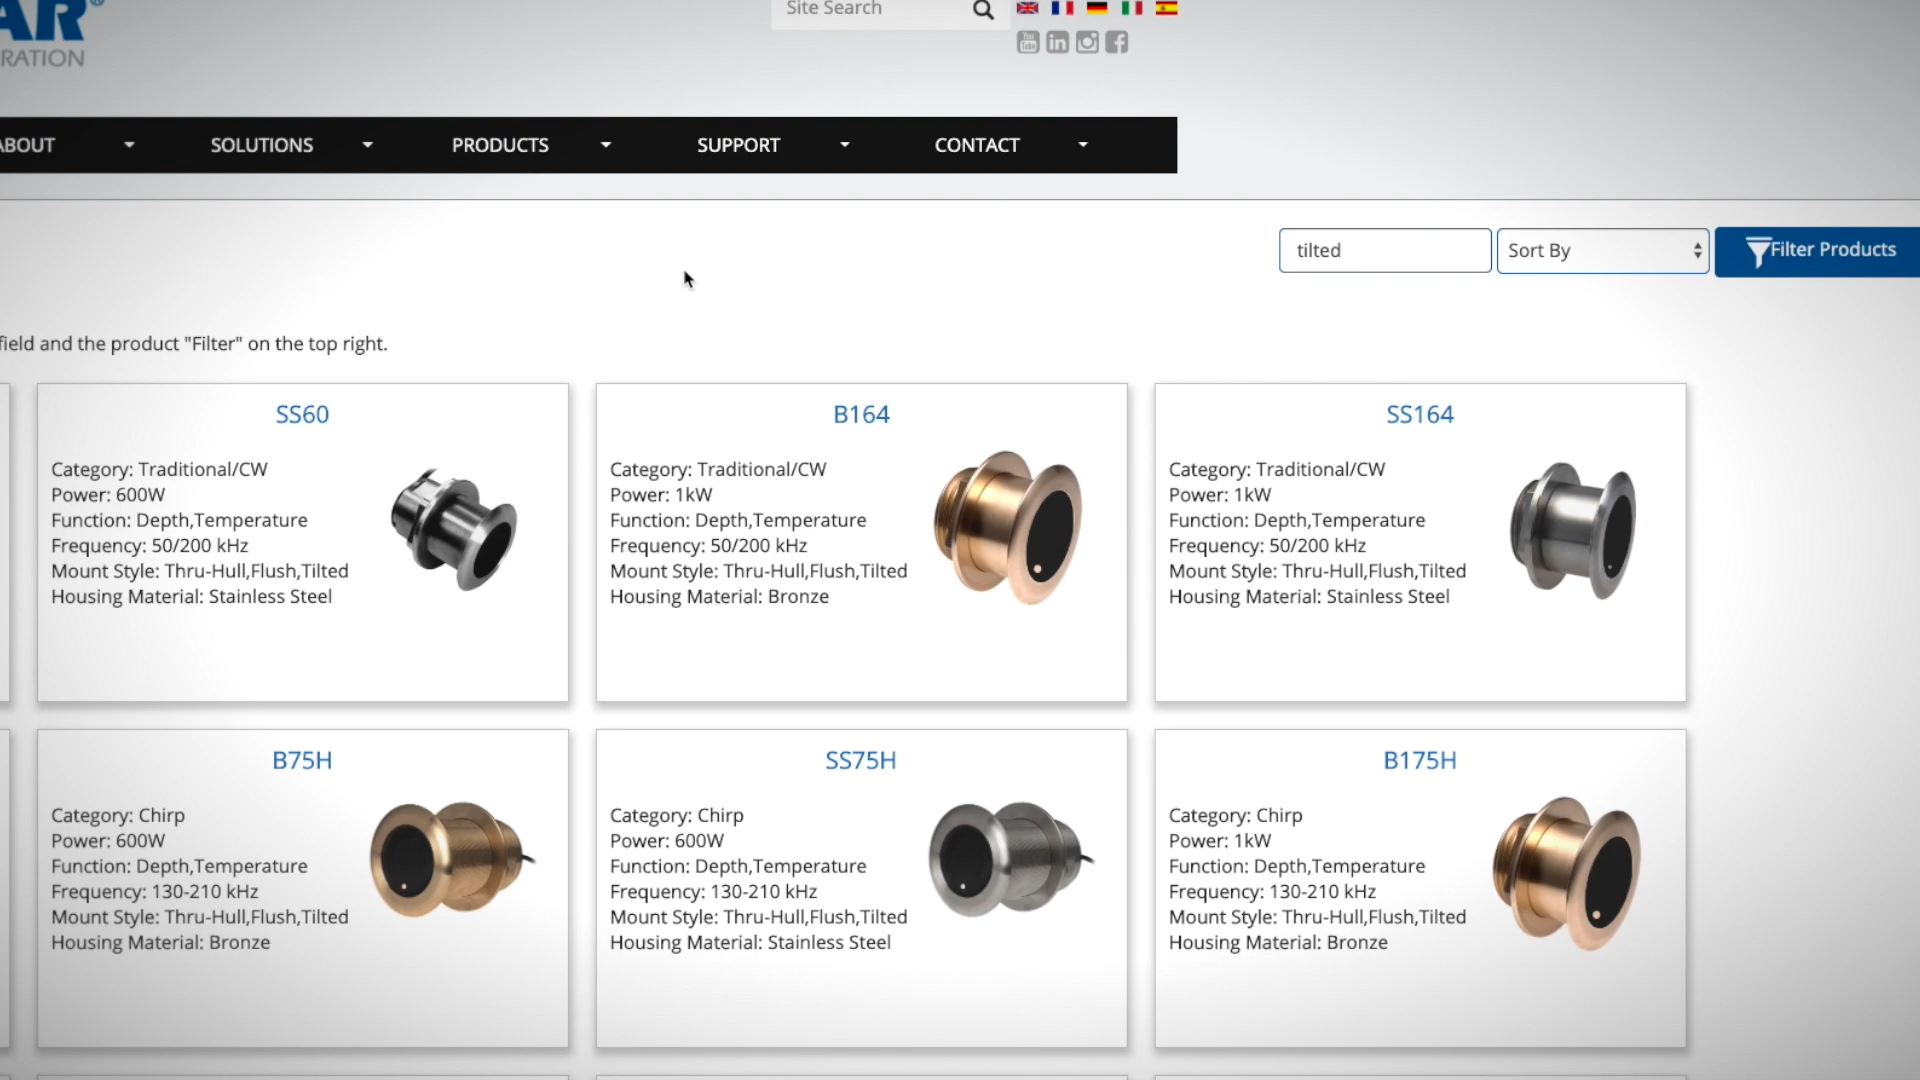 AR®
RATION
Site Search
You
Tube
in
ABOUT
SOLUTIONS
PRODUCTS
SUPPORT
CONTACT
tilted
Sort By
Filter Products
field and the product "Filter" on the top right.
SS60
Category: Traditional/CW
Power: 600W
Function: Depth,Temperature
Frequency: 50/200 kHz
Mount Style: Thru-Hull,Flush,Tilted
Housing Material: Stainless Steel
B164
Category: Traditional/CW
Power: 1kW
Function: Depth,Temperature
Frequency: 50/200 kHz
Mount Style: Thru-Hull,Flush,Tilted
Housing Material: Bronze
SS164
Category: Traditional/CW
Power: 1kW
Function: Depth,Temperature
Frequency: 50/200 kHz
Mount Style: Thru-Hull,Flush,Tilted
Housing Material: Stainless Steel
B75H
Category: Chirp
Power: 600W
Function: Depth,Temperature
Frequency: 130-210 kHz
Mount Style: Thru-Hull,Flush,Tilted
Housing Material: Bronze
SS75H
Category: Chirp
Power: 600W
Function: Depth,Temperature
Frequency: 130-210 kHz
Mount Style: Thru-Hull,Flush,Tilted
Housing Material: Stainless Steel
B175H
Category: Chirp
Power: 1kW
Function: Depth,Temperature
Frequency: 130-210 kHz
Mount Style: Thru-Hull,Flush,Tilted
Housing Material: Bronze